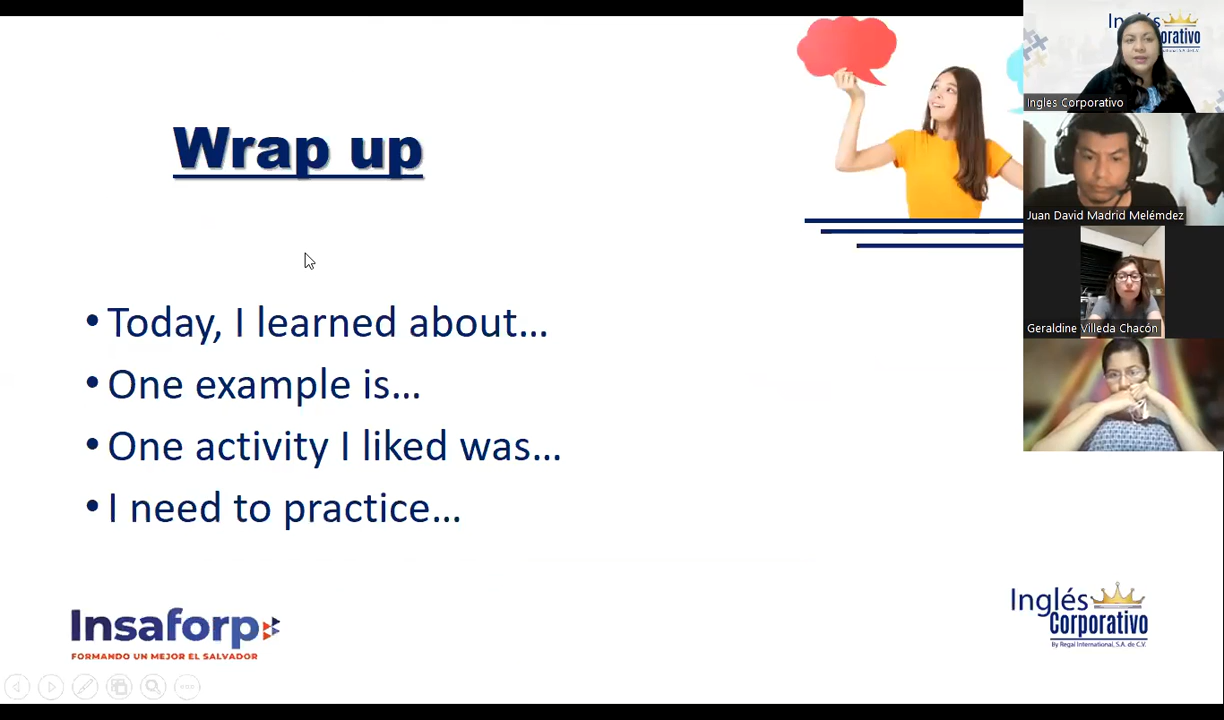 Wrap up
• Today, I learned about...
• One example is...
• One activity I liked was...
• I need to practice...
Insaforp
FORMANDO UN MEJOR EL SALVADOR
Inglés
Corporativo
By Regal International, S.A. de C.V.
Ingles Corporativo
Juan David Madrid Melémdez
Geraldine Villeda Chacón